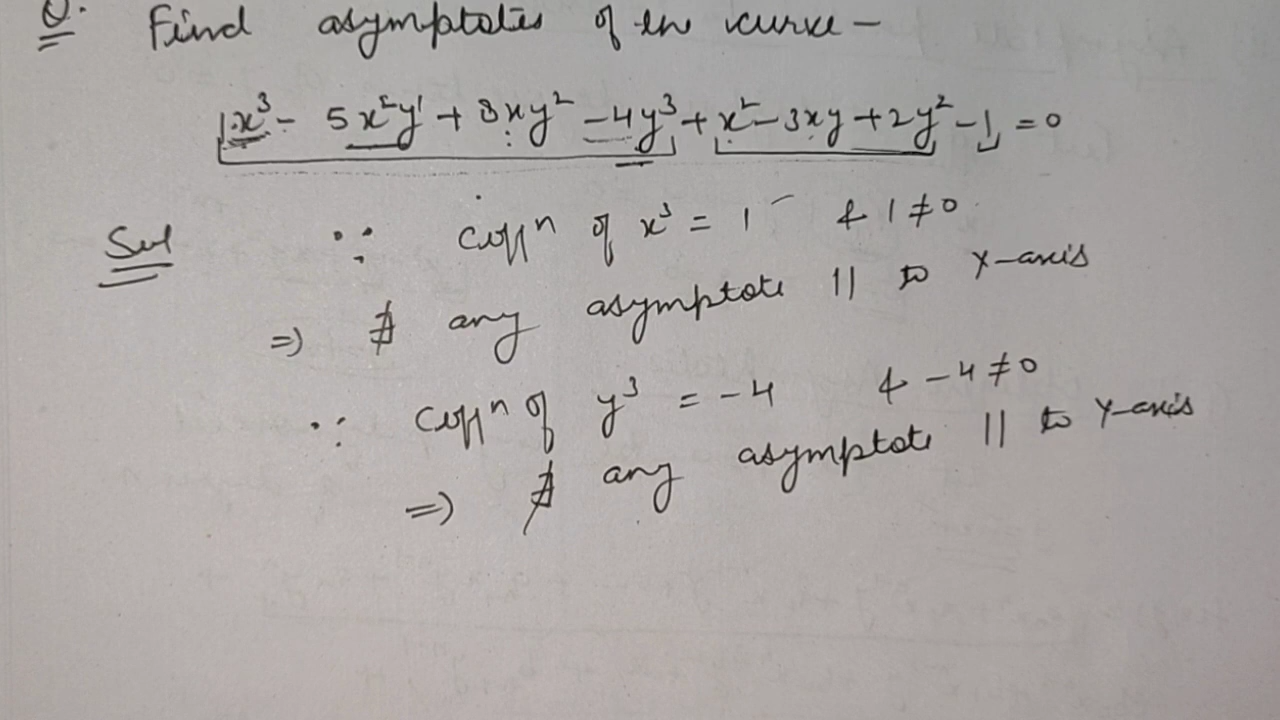 Q. Find asymptotes of the curve –
x³ - 5x²y + 8xy² - 4y³ + x² - 3xy + 2y² - 1 = 0
Sol ∵ Coffⁿ of x³ = 1 & 1 ≠ 0
⇒ ∄ any asymptote || to X-axis
∵ Coffⁿ of y³ = -4 & -4 ≠ 0
⇒ ∄ any asymptote || to Y-axis